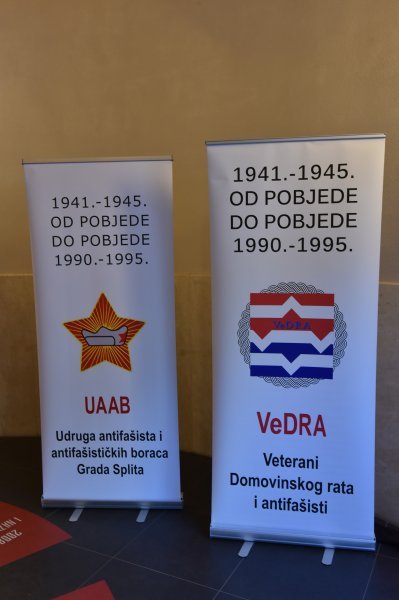 1941.-1945.
OD POBJEDE
DO POBJEDE
1990.-1995.
UAAB
Udruga antifašista i
antifašističkih boraca
Grada Splita
1941.-1945.
OD POBJEDE
DO POBJEDE
1990.-1995.
VeDRA
VeDRA
Veterani
Domovinskog rata
i antifašisti